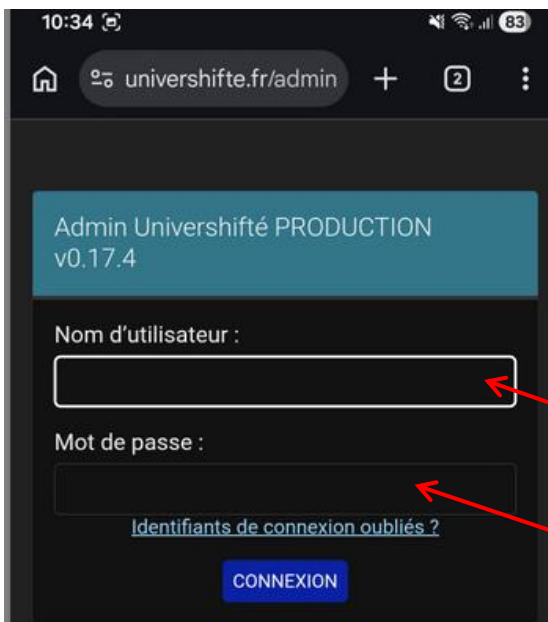 10:34
83
univershifte.fr/admin
2
Admin Univershifté PRODUCTION
v0.17.4
Nom d’utilisateur :
Mot de passe :
Identifiants de connexion oubliés ?
CONNEXION